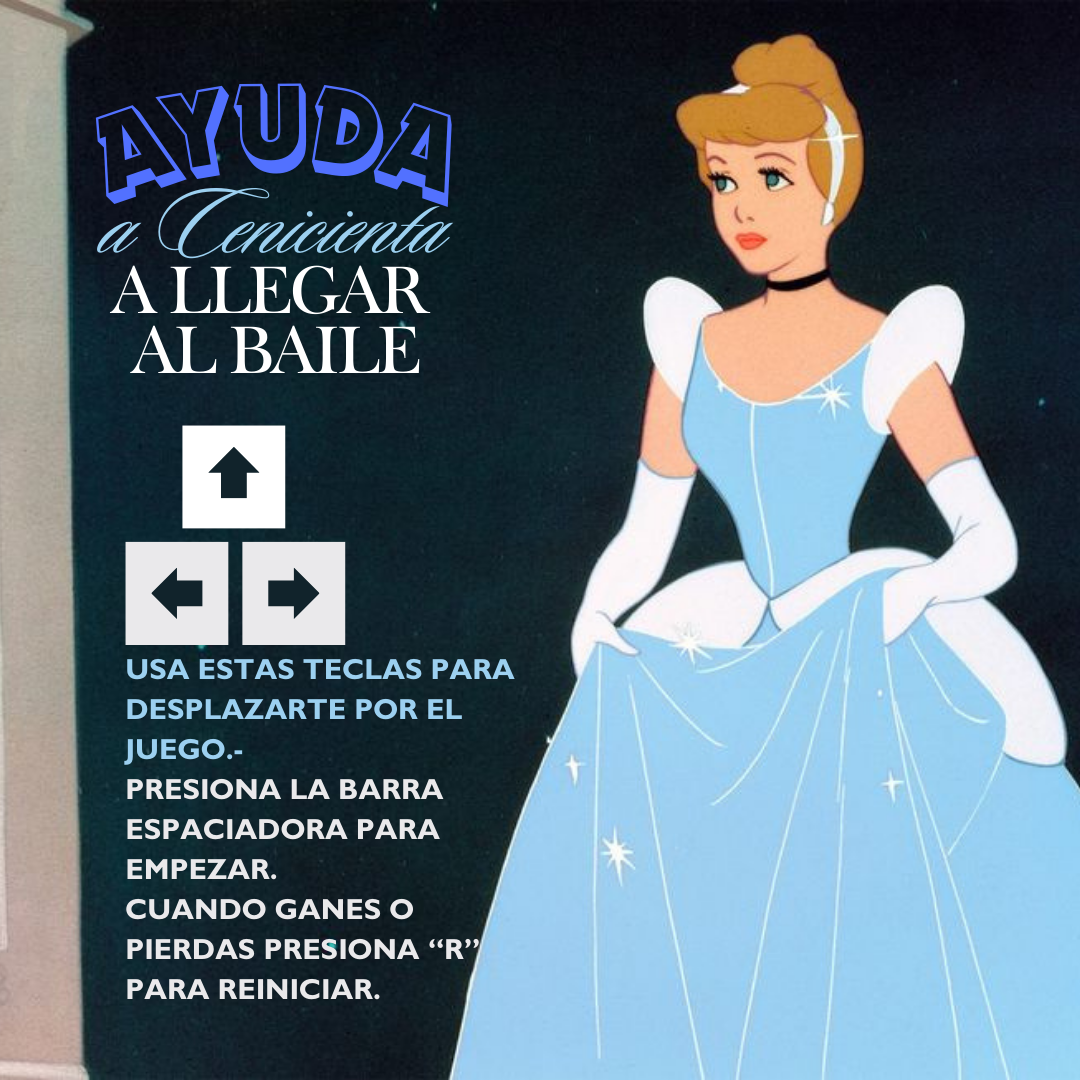 AYUDA
a Cenicienta
A LLEGAR
AL BAILE
USA ESTAS TECLAS PARA
DESPLAZARTE POR EL
JUEGO.-
PRESIONA LA BARRA
ESPACIADORA PARA
EMPEZAR.
CUANDO GANES O
PIERDAS PRESIONA “R”
PARA REINICIAR.